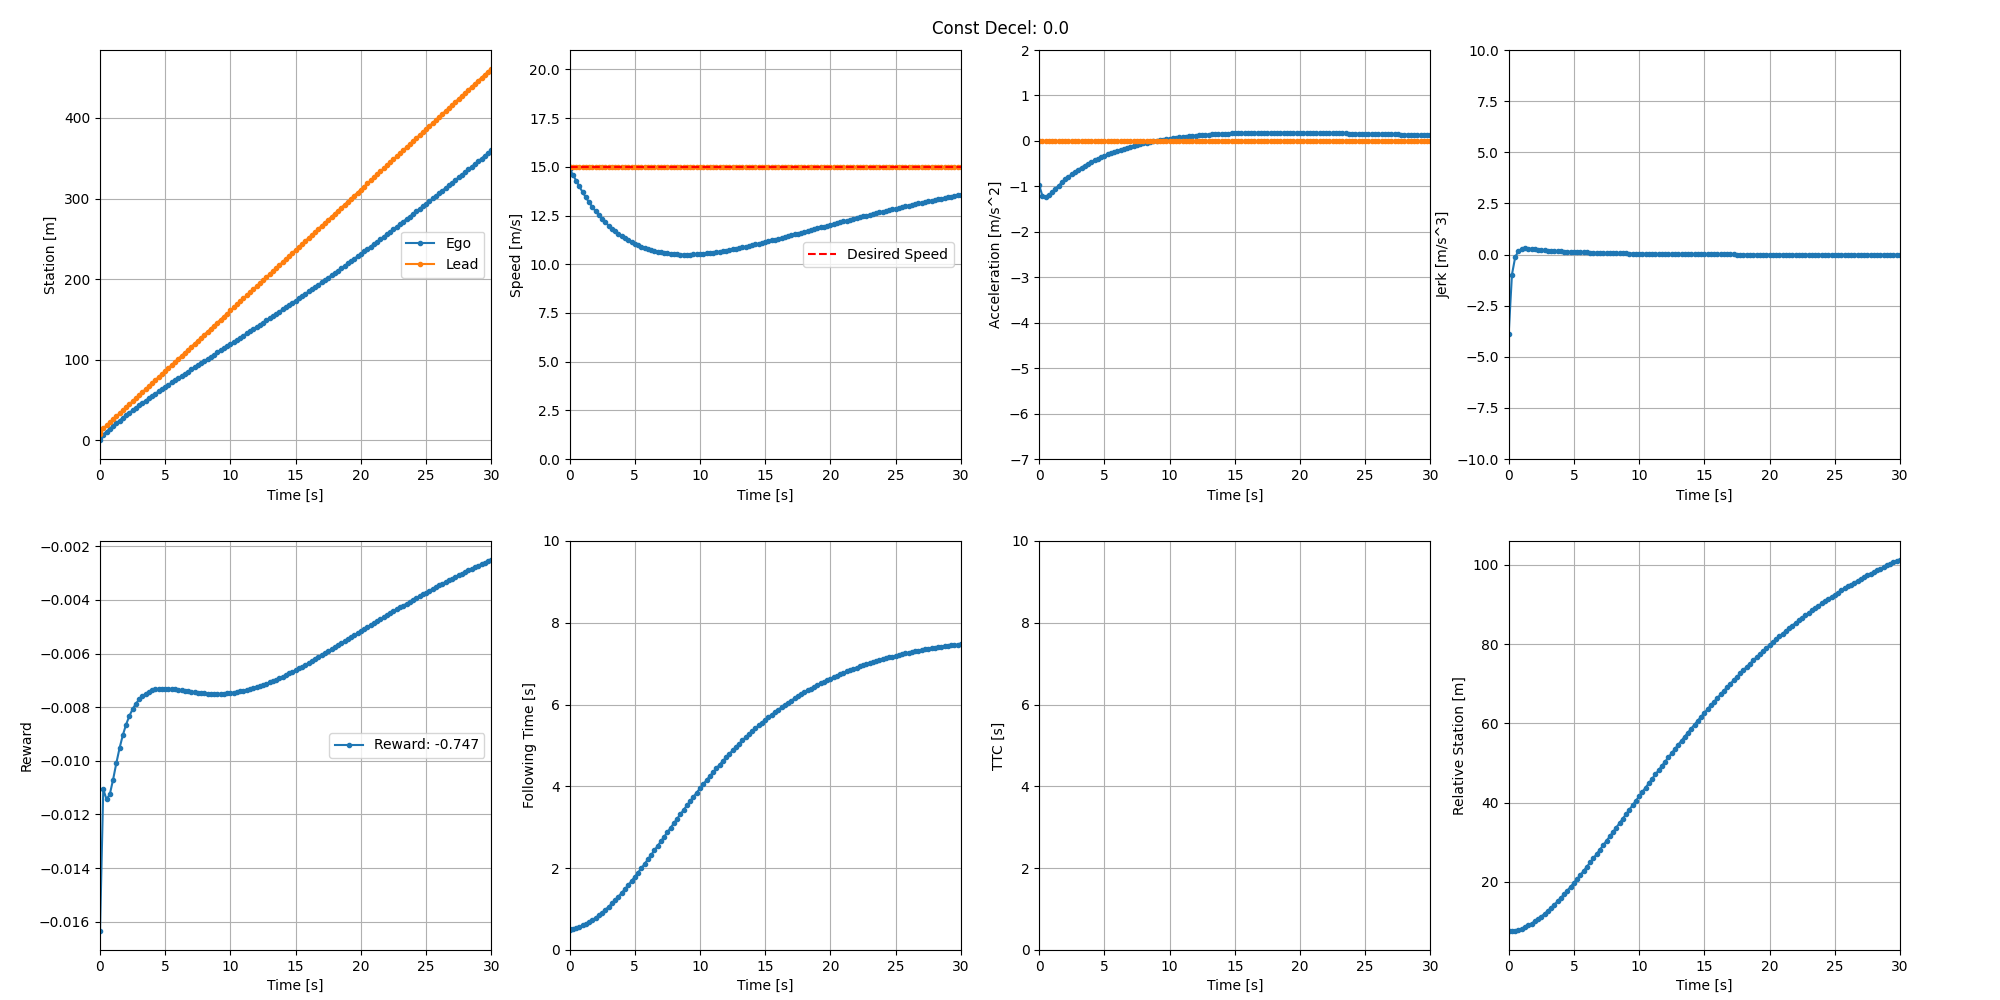 Const Decel: 0.0
Station [m]
400
300
200
100
0
0 5 10 15 20 25 30
Time [s]
Ego
Lead
Speed [m/s]
20.0
17.5
15.0
12.5
10.0
7.5
5.0
2.5
0.0
0 5 10 15 20 25 30
Time [s]
Desired Speed
Acceleration [m/s^2]
2
1
0
−1
−2
−3
−4
−5
−6
−7
0 5 10 15 20 25 30
Time [s]
Jerk [m/s^3]
10.0
7.5
5.0
2.5
0.0
−2.5
−5.0
−7.5
−10.0
0 5 10 15 20 25 30
Time [s]
Reward
−0.002
−0.004
−0.006
−0.008
−0.010
−0.012
−0.014
−0.016
0 5 10 15 20 25 30
Time [s]
Reward: -0.747
Following Time [s]
10
8
6
4
2
0
0 5 10 15 20 25 30
Time [s]
TTC [s]
10
8
6
4
2
0
0 5 10 15 20 25 30
Time [s]
Relative Station [m]
100
80
60
40
20
0 5 10 15 20 25 30
Time [s]